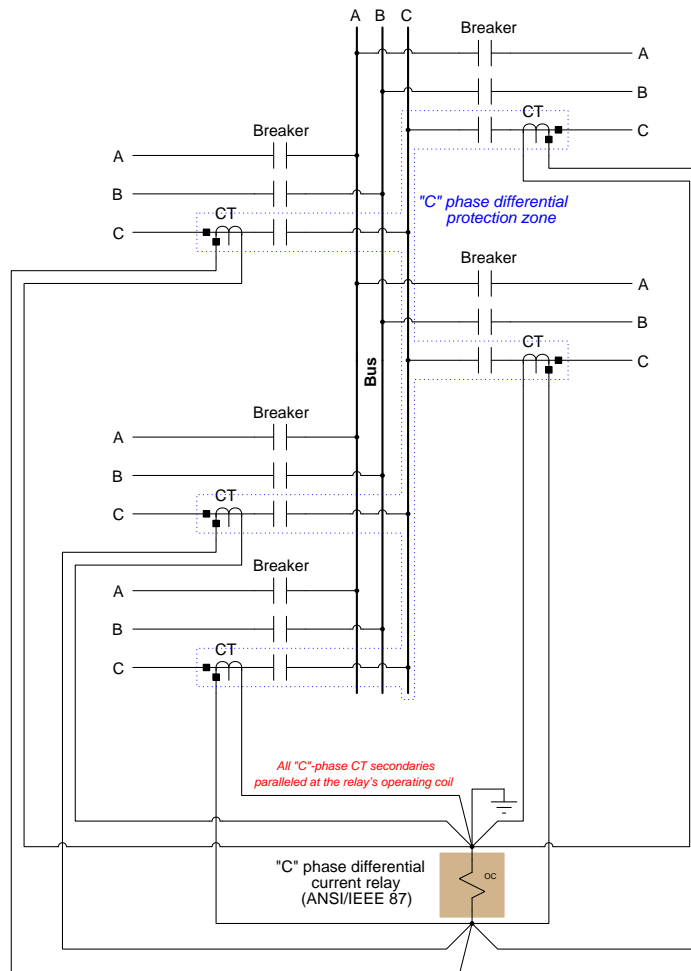 A B C
Breaker
A
B
CT
C
Breaker
A
B
CT
C
"C" phase differential
protection zone
Breaker
A
B
CT
C
Bus
Breaker
A
B
CT
C
Breaker
A
B
CT
C
All "C"-phase CT secondaries
paralleled at the relay's operating coil
"C" phase differential
current relay
(ANSI/IEEE 87)
OC